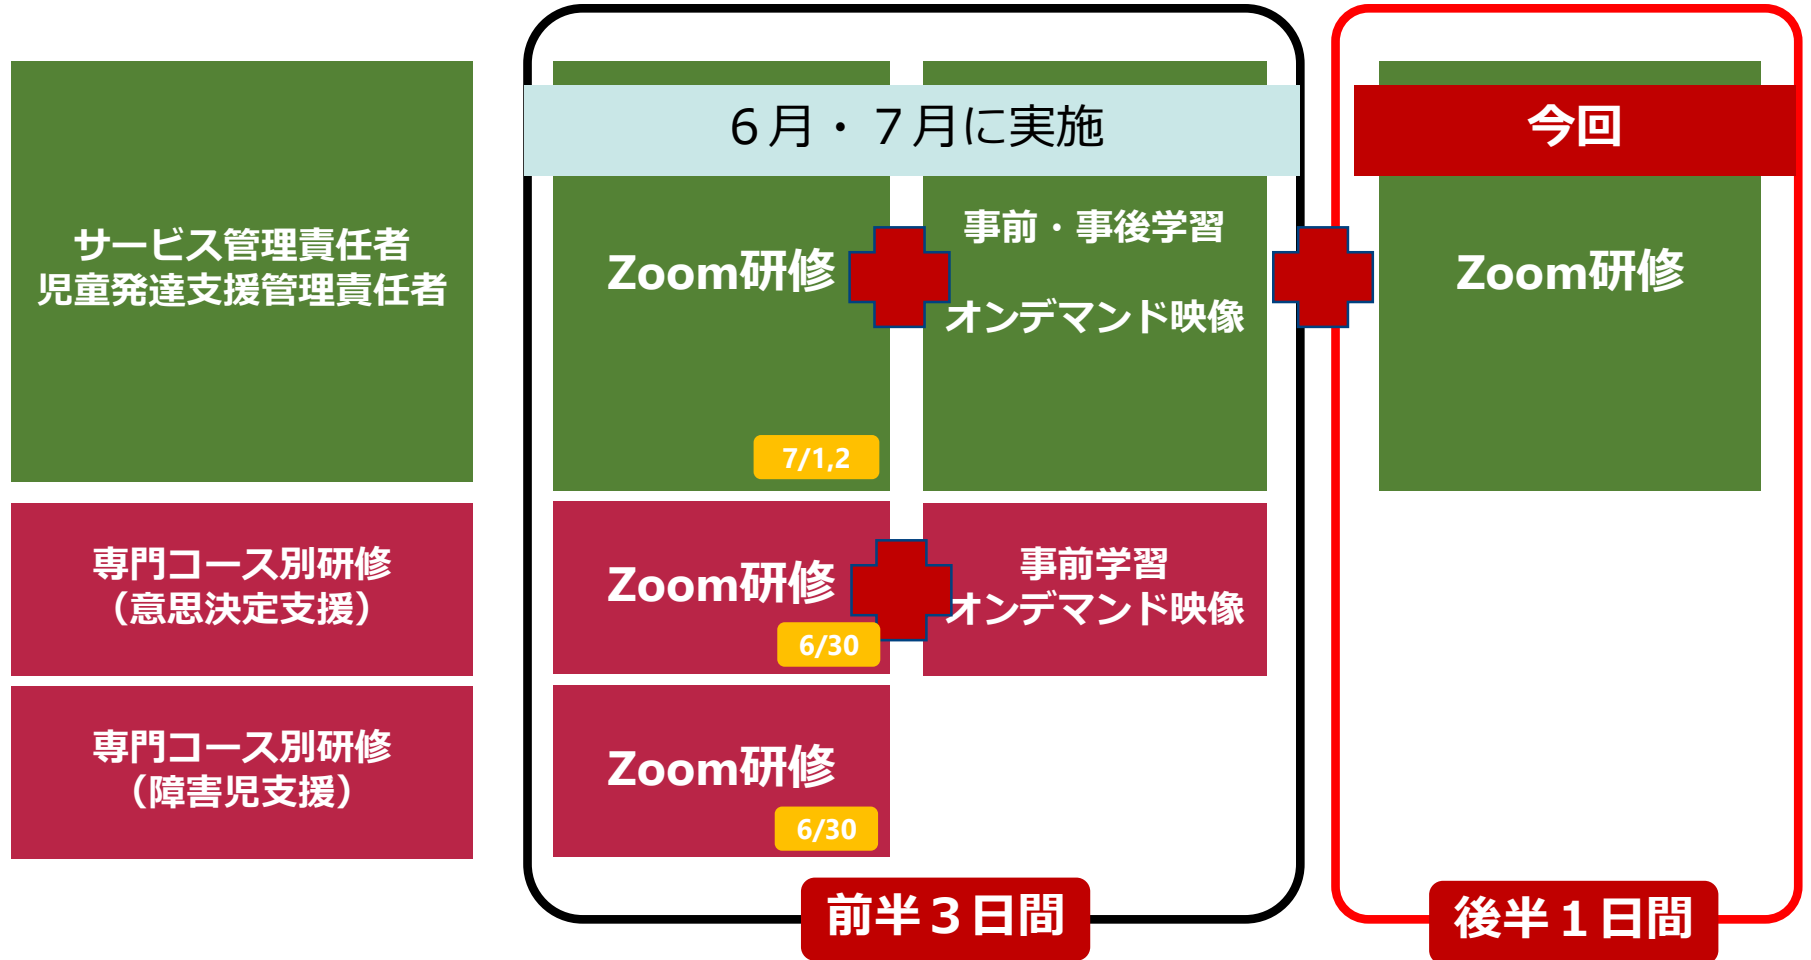 ６月・７月に実施
今回
サービス管理責任者
児童発達支援管理責任者
Zoom研修
事前・事後学習
オンデマンド映像
Zoom研修
7/1,2
専門コース別研修
（意思決定支援）
Zoom研修
事前学習
オンデマンド映像
6/30
専門コース別研修
（障害児支援）
Zoom研修
6/30
前半３日間
後半１日間